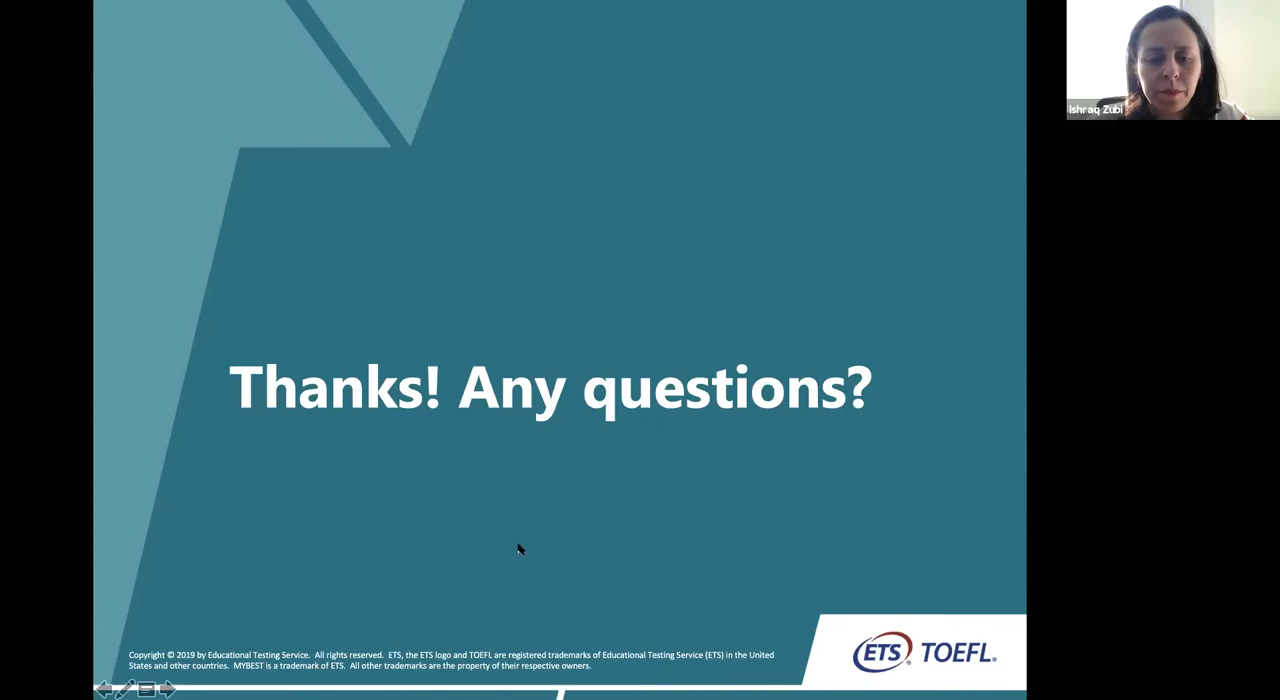 Ishraq Zubi
Thanks! Any questions?
Copyright © 2019 by Educational Testing Service. All rights reserved. ETS, the ETS logo and TOEFL are registered trademarks of Educational Testing Service (ETS) in the United
States and other countries. MYBEST is a trademark of ETS. All other trademarks are the property of their respective owners.
ETS® TOEFL®